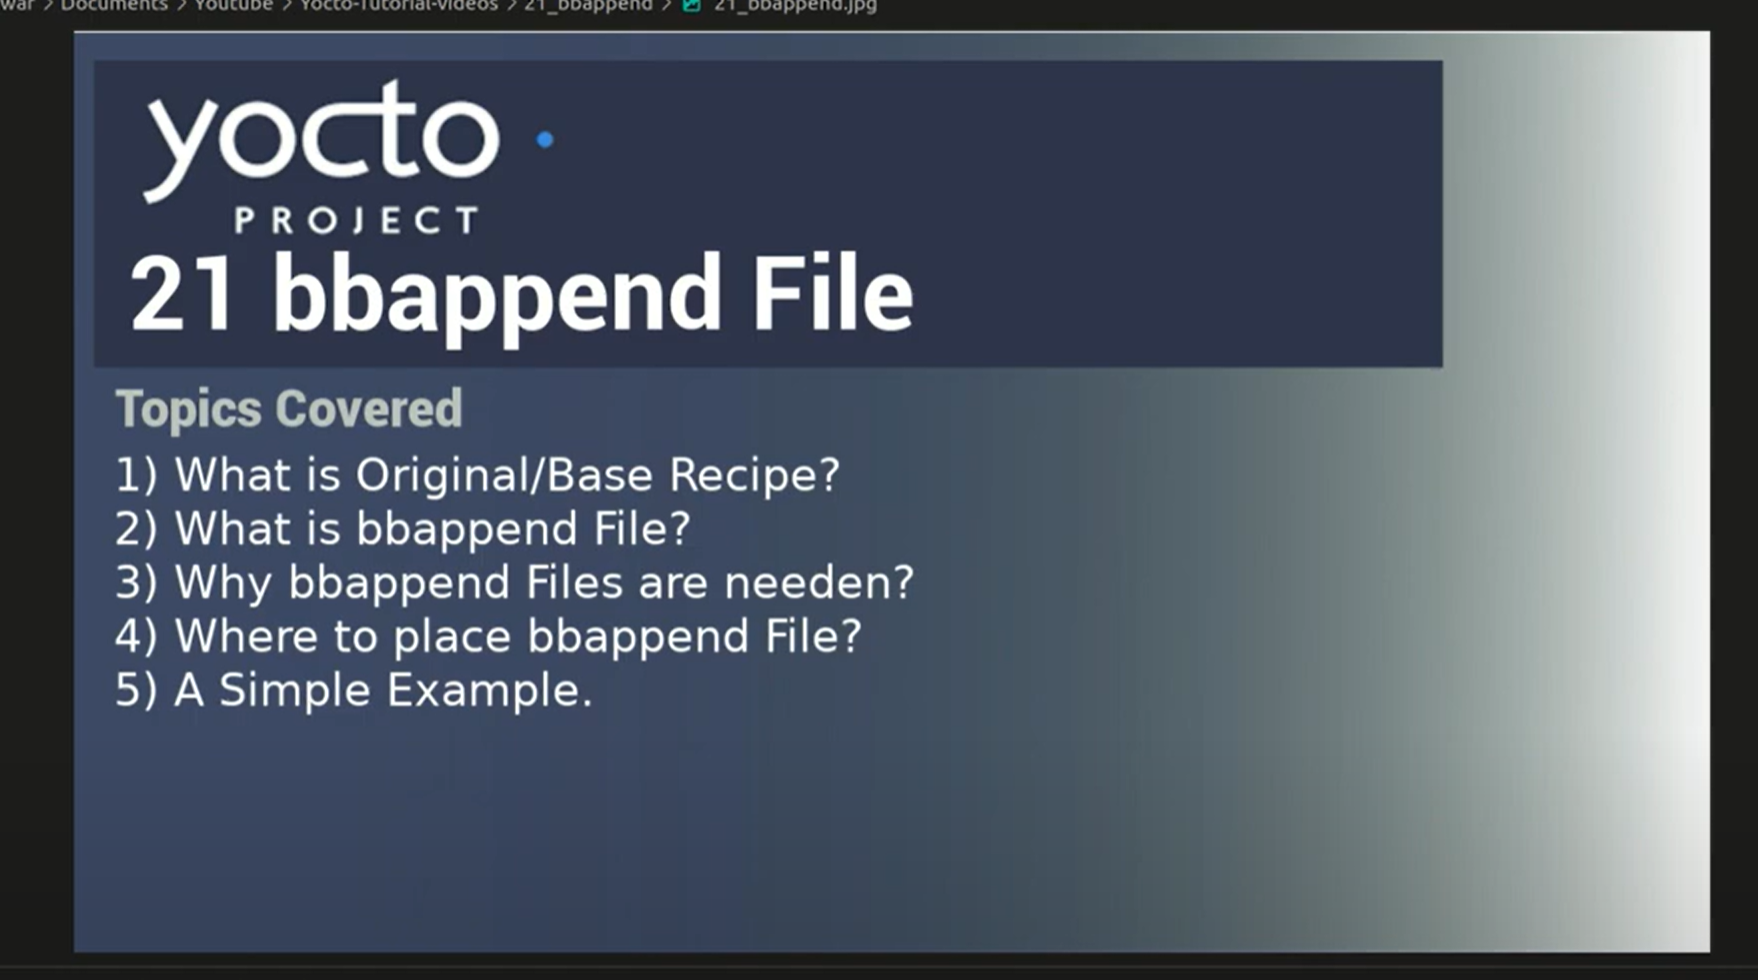 war > Documents > Youtube > Yocto-Tutorial-Videos > 21_bbappend > 21_bbappend.jpg
yocto
PROJECT
21 bbappend File
Topics Covered
1) What is Original/Base Recipe?
2) What is bbappend File?
3) Why bbappend Files are needen?
4) Where to place bbappend File?
5) A Simple Example.